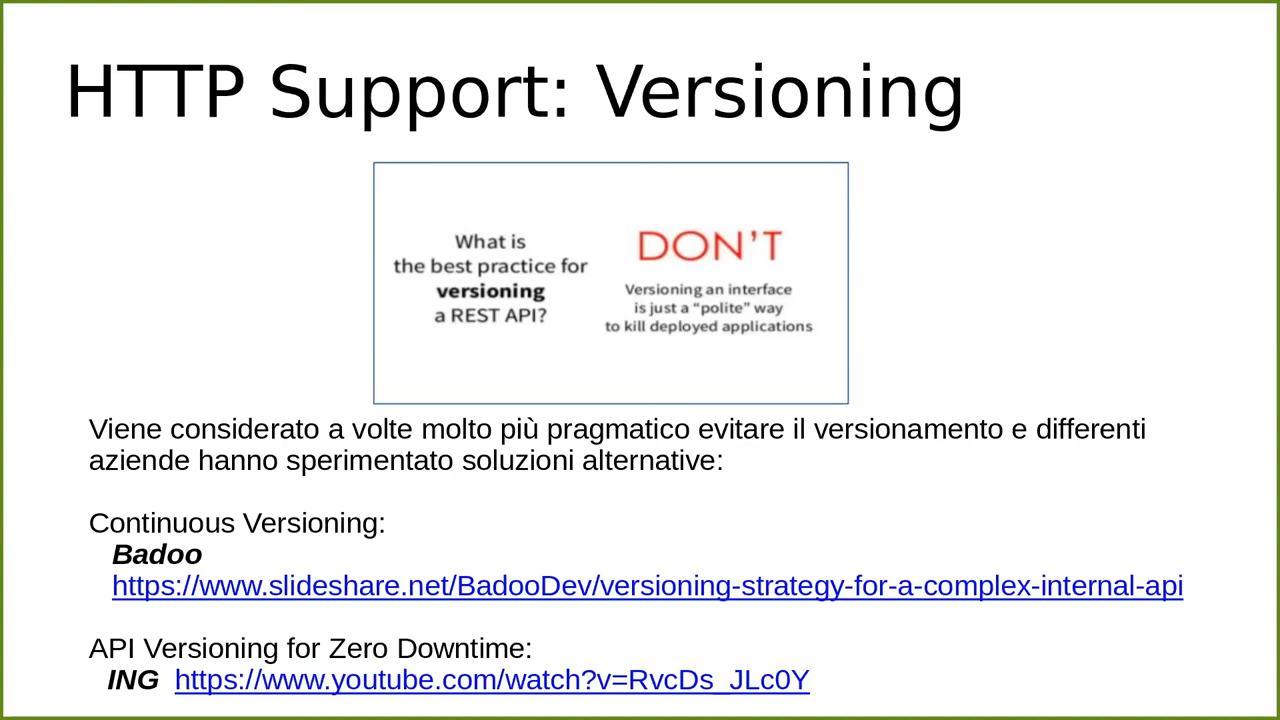 HTTP Support: Versioning
What is
the best practice for
versioning
a REST API?
DON'T
Versioning an interface
is just a “polite” way
to kill deployed applications
Viene considerato a volte molto più pragmatico evitare il versionamento e differenti
aziende hanno sperimentato soluzioni alternative:
Continuous Versioning:
Badoo
https://www.slideshare.net/BadooDev/versioning-strategy-for-a-complex-internal-api
API Versioning for Zero Downtime:
ING https://www.youtube.com/watch?v=RvcDs_JLc0Y